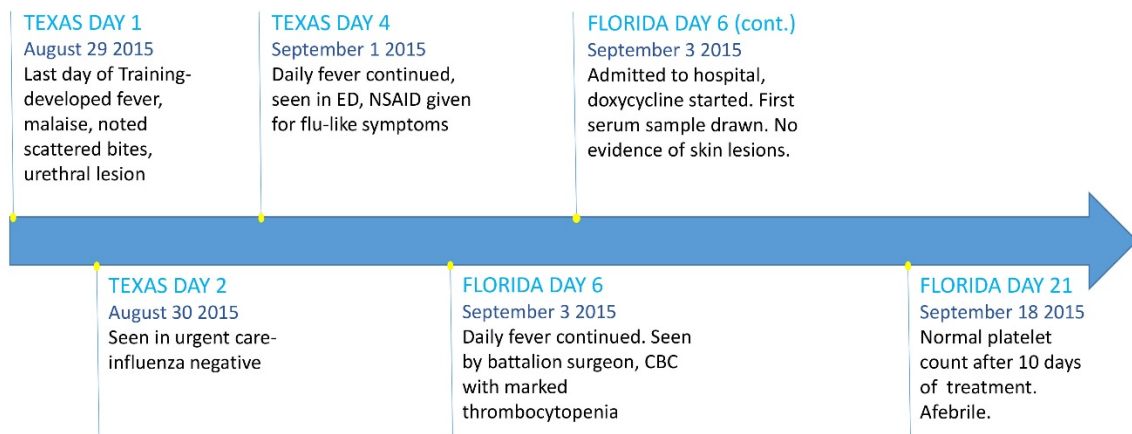 TEXAS DAY 1
August 29 2015
Last day of Training-
developed fever,
malaise, noted
scattered bites,
urethral lesion
TEXAS DAY 4
September 1 2015
Daily fever continued,
seen in ED, NSAID given
for flu-like symptoms
FLORIDA DAY 6 (cont.)
September 3 2015
Admitted to hospital,
doxycycline started. First
serum sample drawn. No
evidence of skin lesions.
TEXAS DAY 2
August 30 2015
Seen in urgent care-
influenza negative
FLORIDA DAY 6
September 3 2015
Daily fever continued. Seen
by battalion surgeon, CBC
with marked
thrombocytopenia
FLORIDA DAY 21
September 18 2015
Normal platelet
count after 10 days
of treatment.
Afebrile.